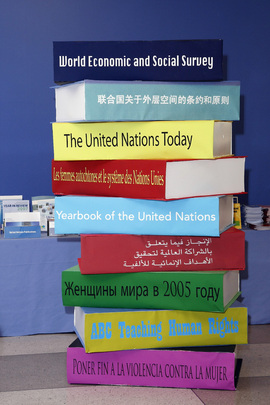 World Economic and Social Survey
联合国关于外层空间的条约和原则
The United Nations Today
Les femmes autochtones et le système des Nations Unies
Yearbook of the United Nations
الإنجاز فيما يتعلق
بالشراكة العالمية لتحقيق
الأهداف الإنمائية للألفية
Женщины мира в 2005 году
ABC Teaching Human Rights
Poner fin a la violencia contra la mujer